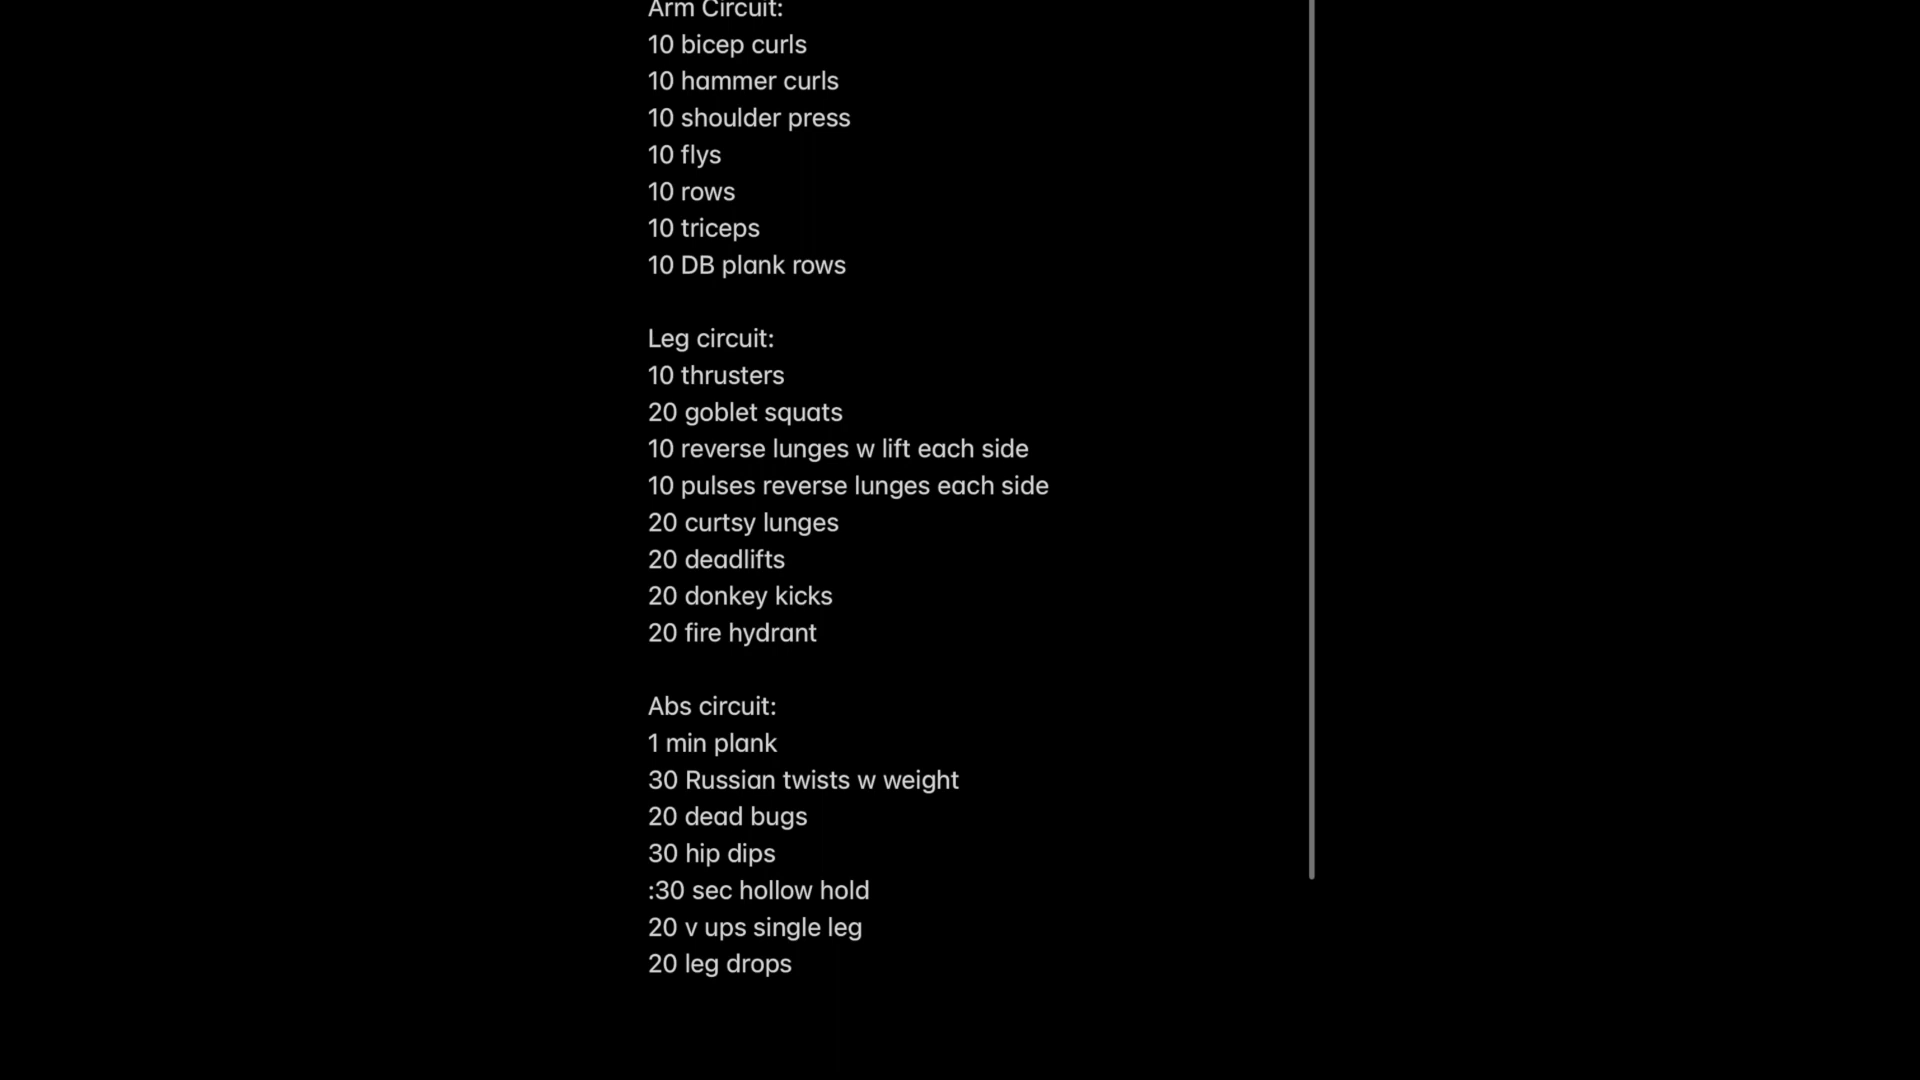 Arm Circuit:
10 bicep curls
10 hammer curls
10 shoulder press
10 flys
10 rows
10 triceps
10 DB plank rows
Leg circuit:
10 thrusters
20 goblet squats
10 reverse lunges w lift each side
10 pulses reverse lunges each side
20 curtsy lunges
20 deadlifts
20 donkey kicks
20 fire hydrant
Abs circuit:
1 min plank
30 Russian twists w weight
20 dead bugs
30 hip dips
:30 sec hollow hold
20 v ups single leg
20 leg drops